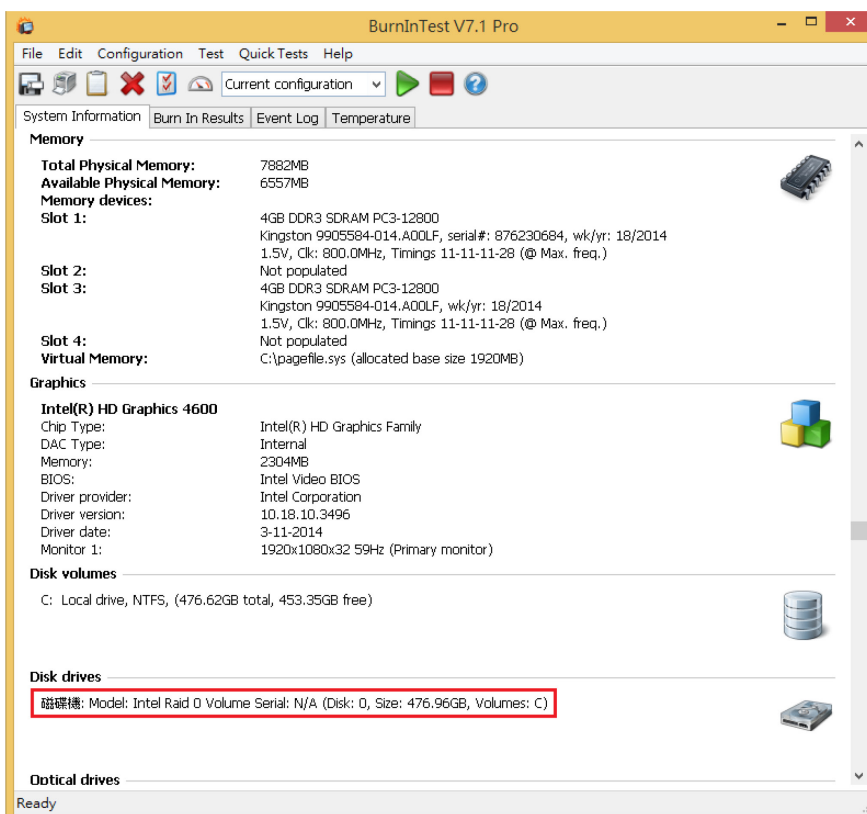 BurnInTest V7.1 Pro
File Edit Configuration Test Quick Tests Help
Current configuration
System Information Burn In Results Event Log Temperature
Memory
Total Physical Memory: 7882MB
Available Physical Memory: 6557MB
Memory devices:
Slot 1: 4GB DDR3 SDRAM PC3-12800
Kingston 9905584-014.A00LF, serial#: 876230684, wk/yr: 18/2014
1.5V, Clk: 800.0MHz, Timings 11-11-11-28 (@ Max. freq.)
Slot 2: Not populated
Slot 3: 4GB DDR3 SDRAM PC3-12800
Kingston 9905584-014.A00LF, wk/yr: 18/2014
1.5V, Clk: 800.0MHz, Timings 11-11-11-28 (@ Max. freq.)
Slot 4: Not populated
Virtual Memory: C:\pagefile.sys (allocated base size 1920MB)
Graphics
Intel(R) HD Graphics 4600
Chip Type: Intel(R) HD Graphics Family
DAC Type: Internal
Memory: 2304MB
BIOS: Intel Video BIOS
Driver provider: Intel Corporation
Driver version: 10.18.10.3496
Driver date: 3-11-2014
Monitor 1: 1920x1080x32 59Hz (Primary monitor)
Disk volumes
C: Local drive, NTFS, (476.62GB total, 453.35GB free)
Disk drives
磁碟機: Model: Intel Raid 0 Volume Serial: N/A (Disk: 0, Size: 476.96GB, Volumes: C)
Optical drives
Ready